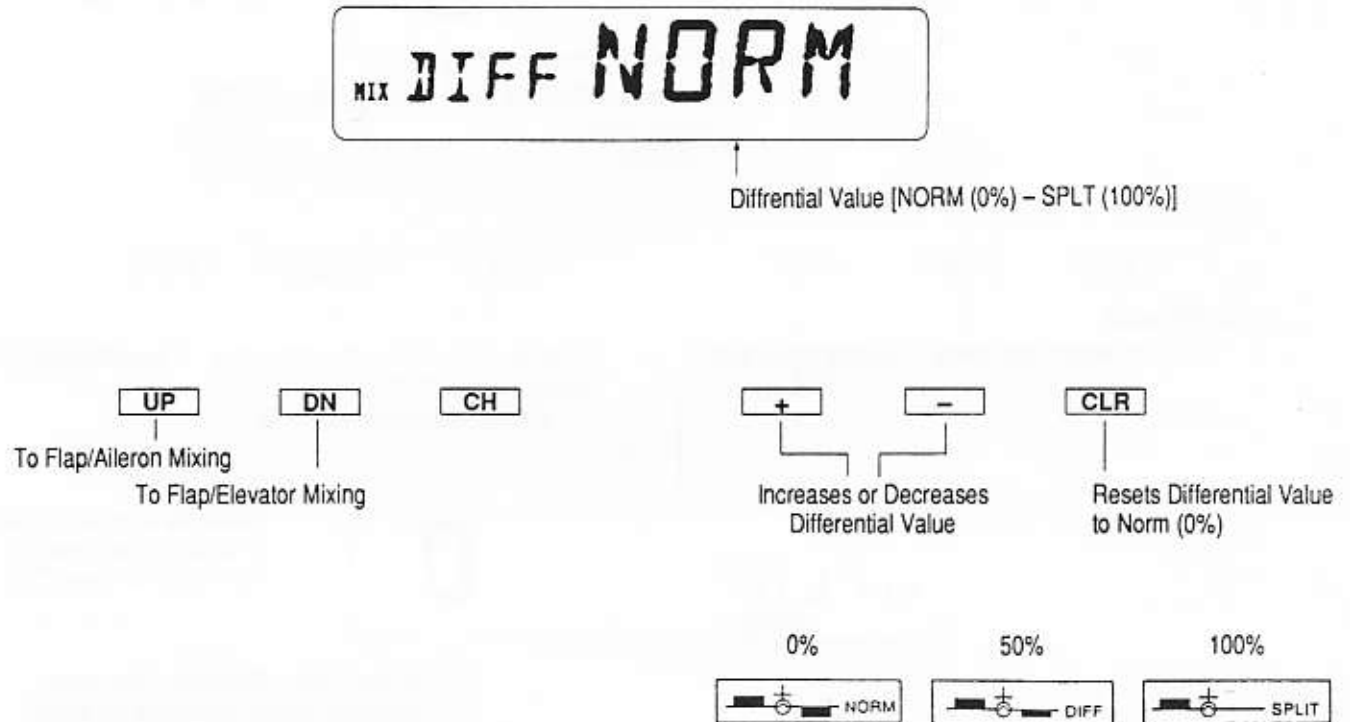 MIX DIFF NORM
Diffrential Value [NORM (0%) – SPLT (100%)]
UP DN CH + – CLR
To Flap/Aileron Mixing
To Flap/Elevator Mixing
Increases or Decreases
Differential Value
Resets Differential Value
to Norm (0%)
0% 50% 100%
NORM DIFF SPLIT